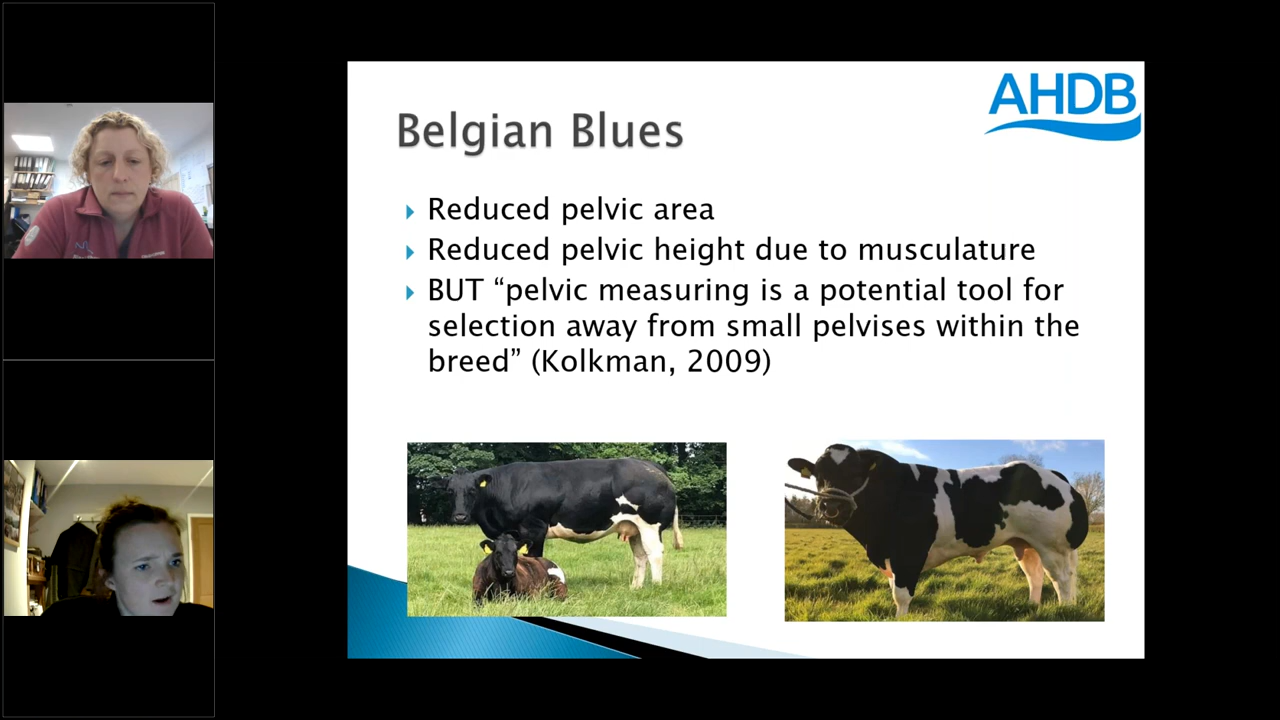 AHDB
Belgian Blues
Reduced pelvic area
Reduced pelvic height due to musculature
BUT “pelvic measuring is a potential tool for
selection away from small pelvises within the
breed” (Kolkman, 2009)